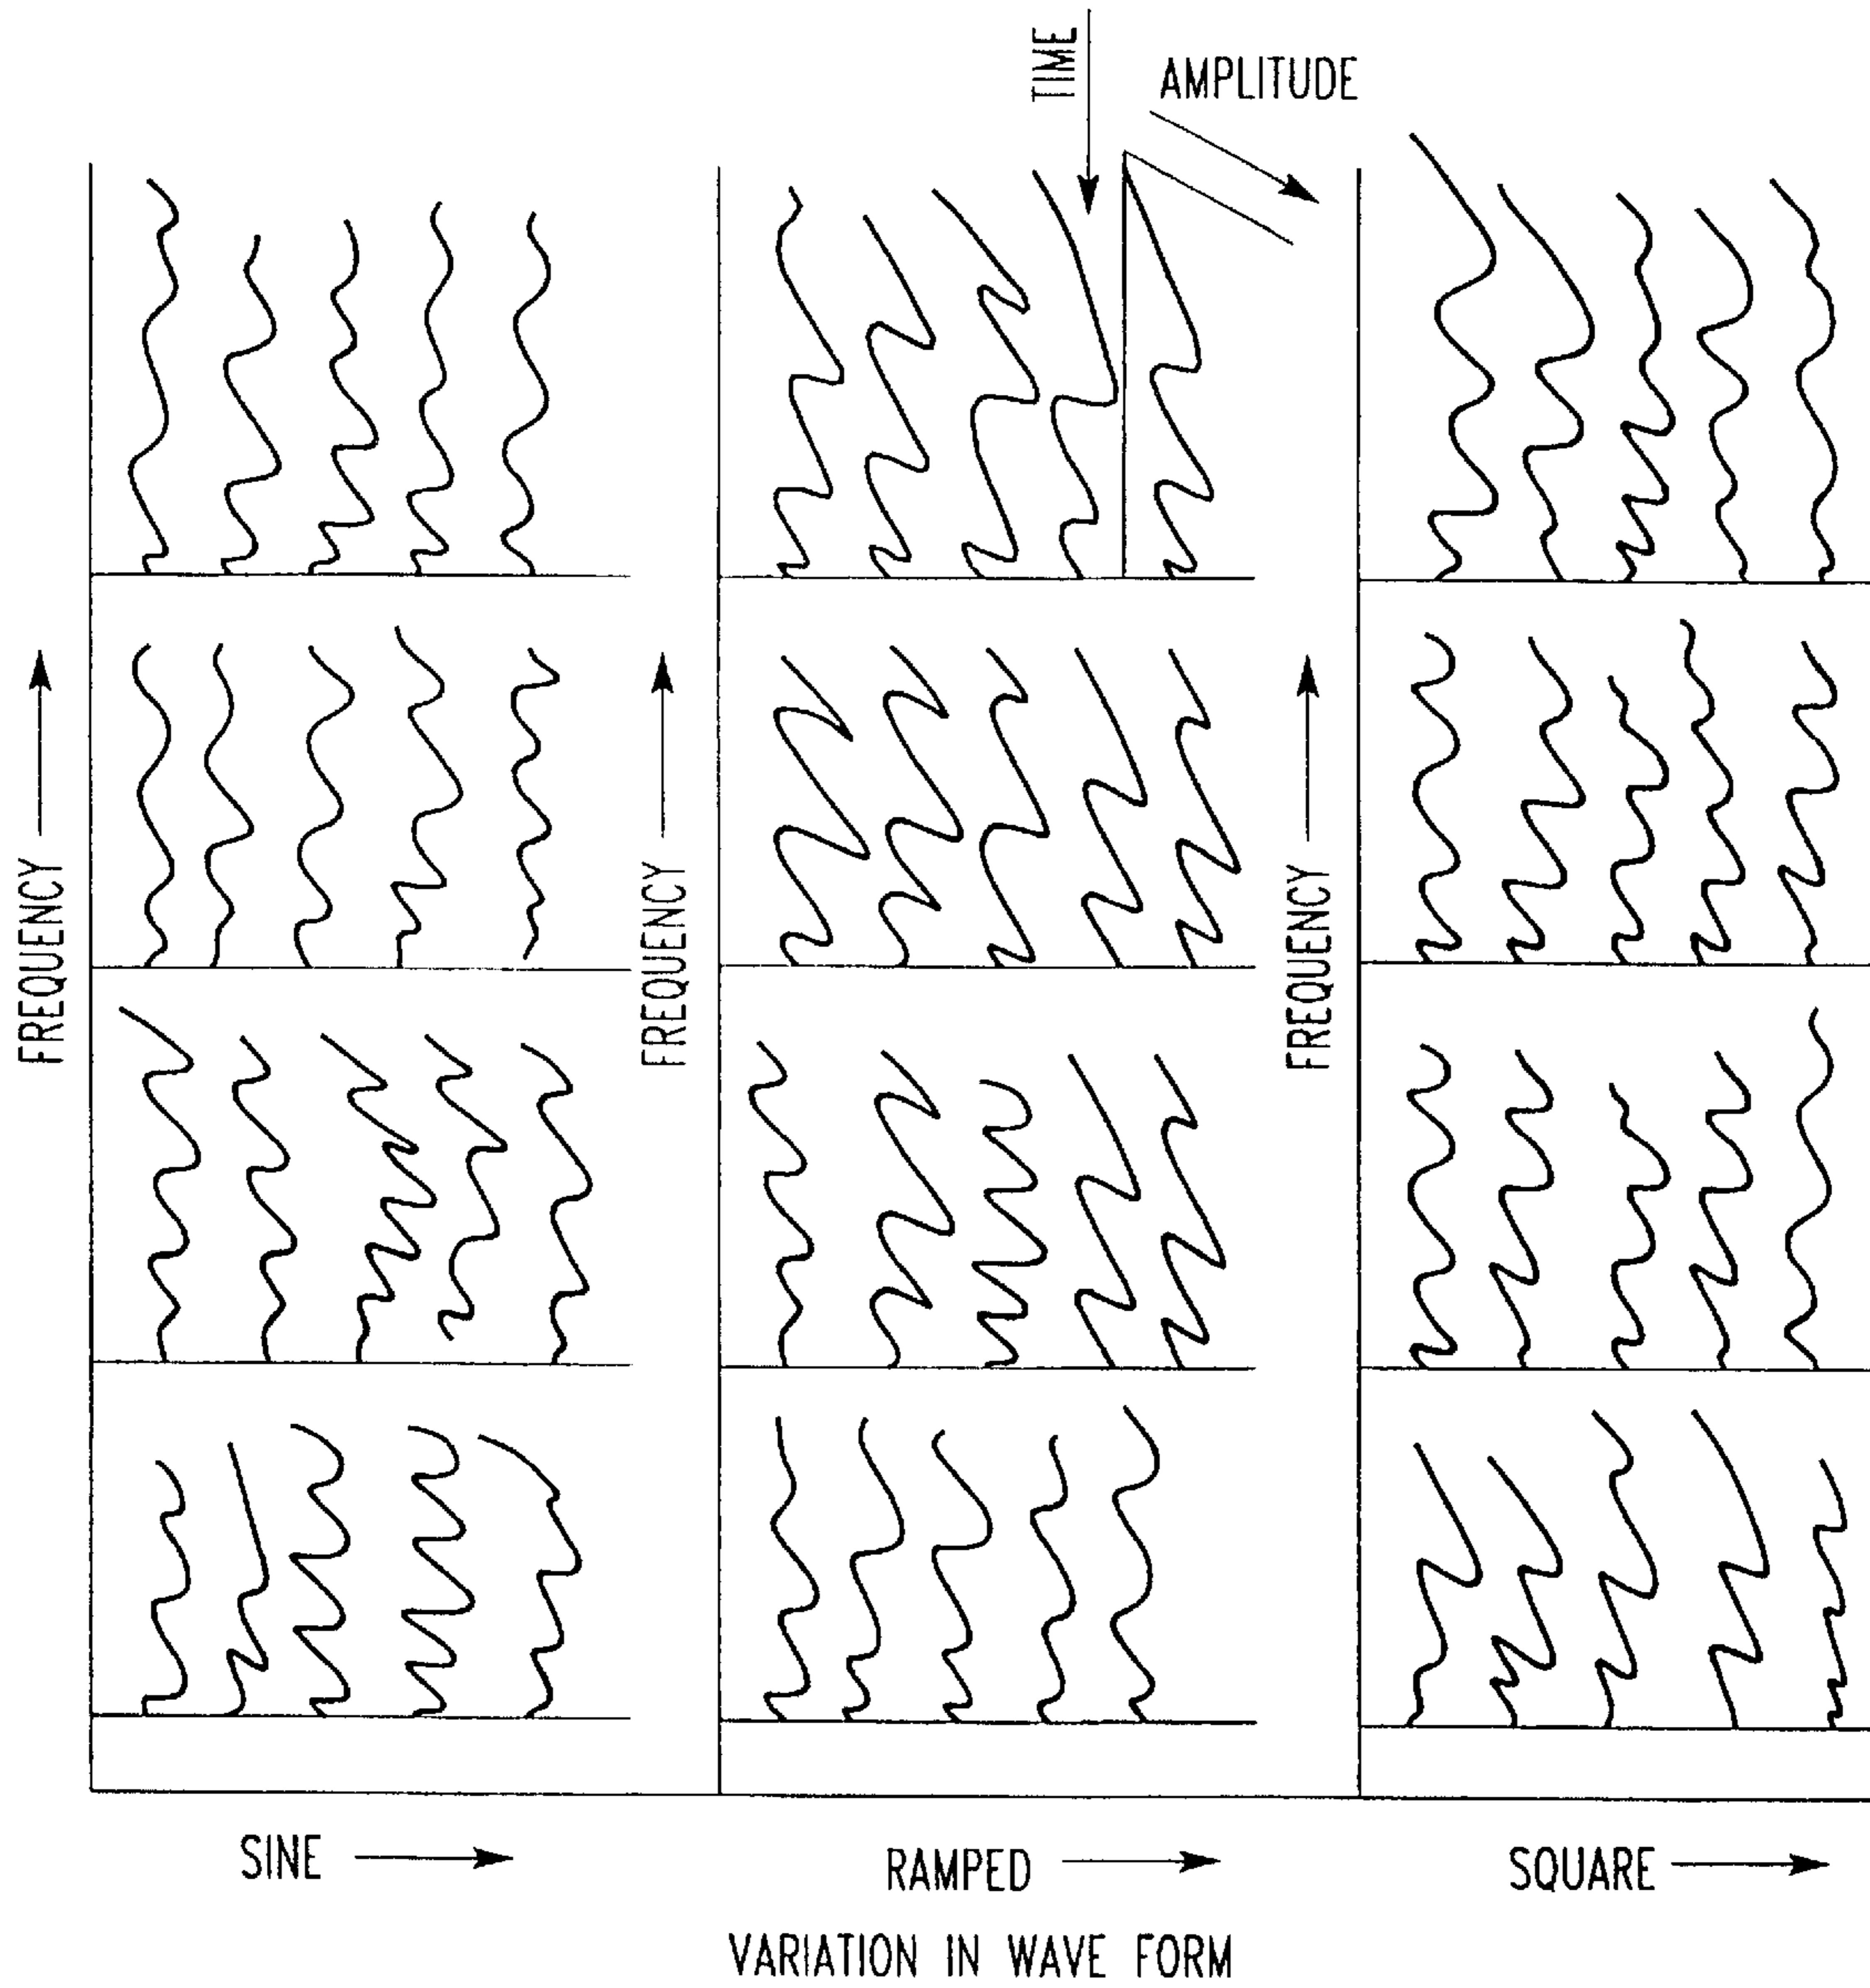 TIME
AMPLITUDE
FREQUENCY
FREQUENCY
FREQUENCY
SINE
RAMPED
SQUARE
VARIATION IN WAVE FORM